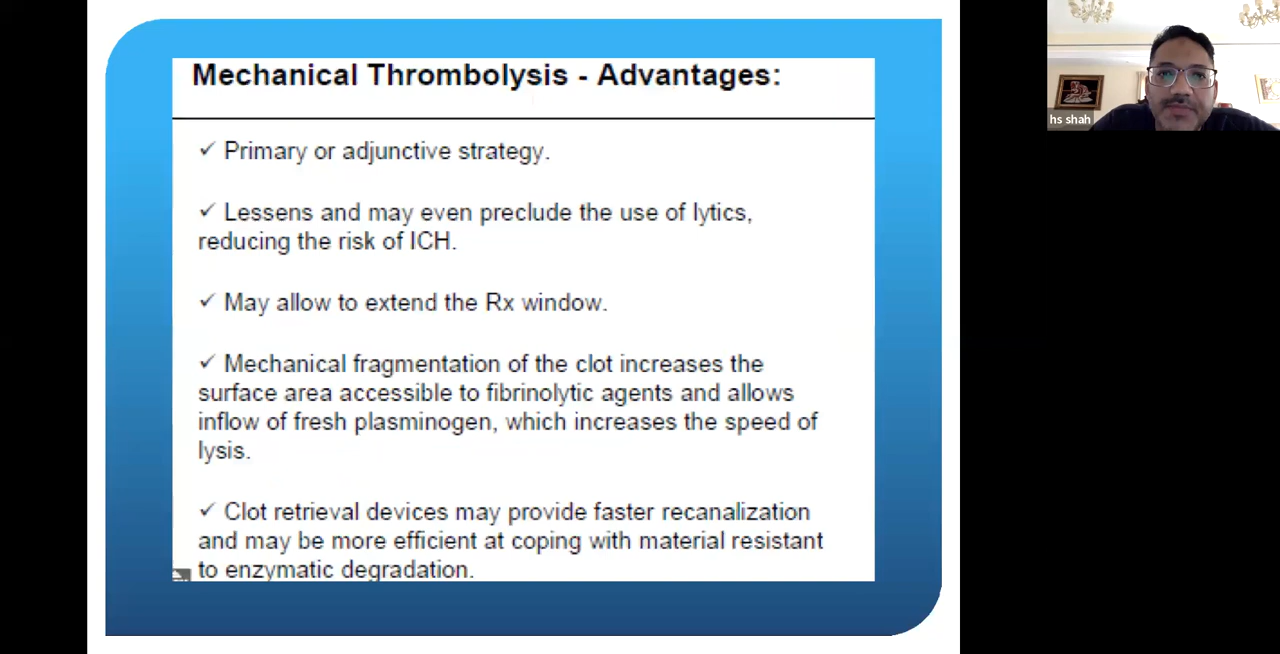 Mechanical Thrombolysis - Advantages:
✓ Primary or adjunctive strategy.
✓ Lessens and may even preclude the use of lytics,
reducing the risk of ICH.
✓ May allow to extend the Rx window.
✓ Mechanical fragmentation of the clot increases the
surface area accessible to fibrinolytic agents and allows
inflow of fresh plasminogen, which increases the speed of
lysis.
✓ Clot retrieval devices may provide faster recanalization
and may be more efficient at coping with material resistant
to enzymatic degradation.
hs shah